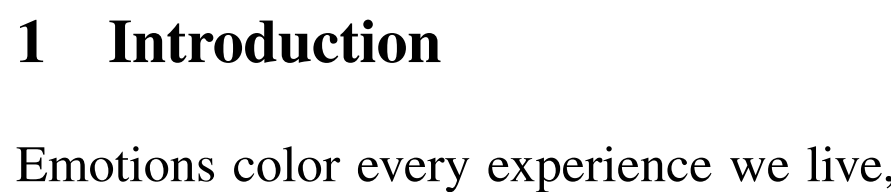 1 Introduction
Emotions color every experience we live,